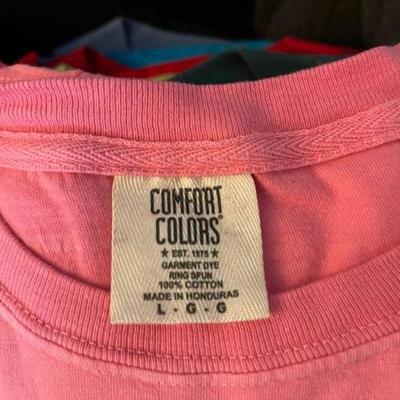 COMFORT
COLORS®
★ EST. 1975 ★
GARMENT DYE
RING SPUN
100% COTTON
MADE IN HONDURAS
L - G - G